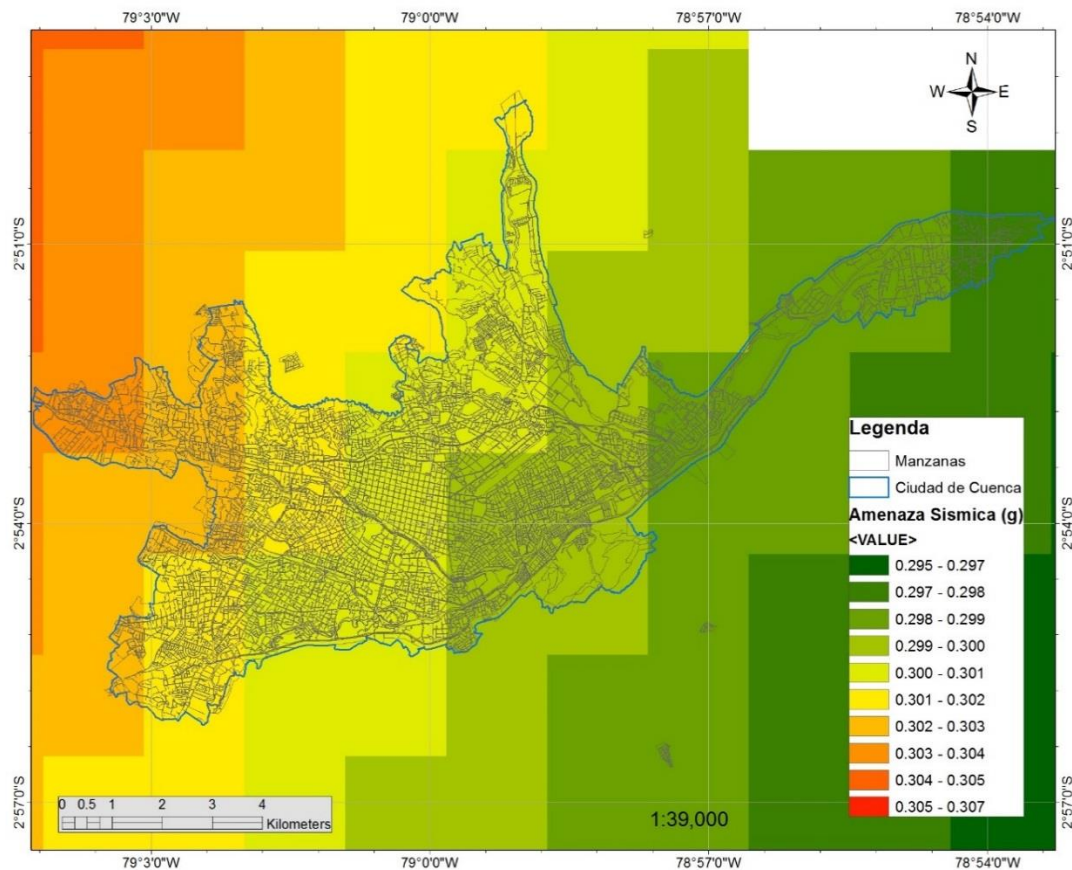 79°3'0"W 79°0'0"W 78°57'0"W 78°54'0"W
N
W E
S
2°51'0"S 2°51'0"S
Legenda
Manzanas
Ciudad de Cuenca
2°54'0"S 2°54'0"S
Amenaza Sismica (g)
<VALUE>
0.295 - 0.297
0.297 - 0.298
0.298 - 0.299
0.299 - 0.300
0.300 - 0.301
0.301 - 0.302
0.302 - 0.303
0.303 - 0.304
0.304 - 0.305
0.305 - 0.307
2°57'0"S 2°57'0"S
0 0.5 1 2 3 4
Kilometers
1:39,000
79°3'0"W 79°0'0"W 78°57'0"W 78°54'0"W